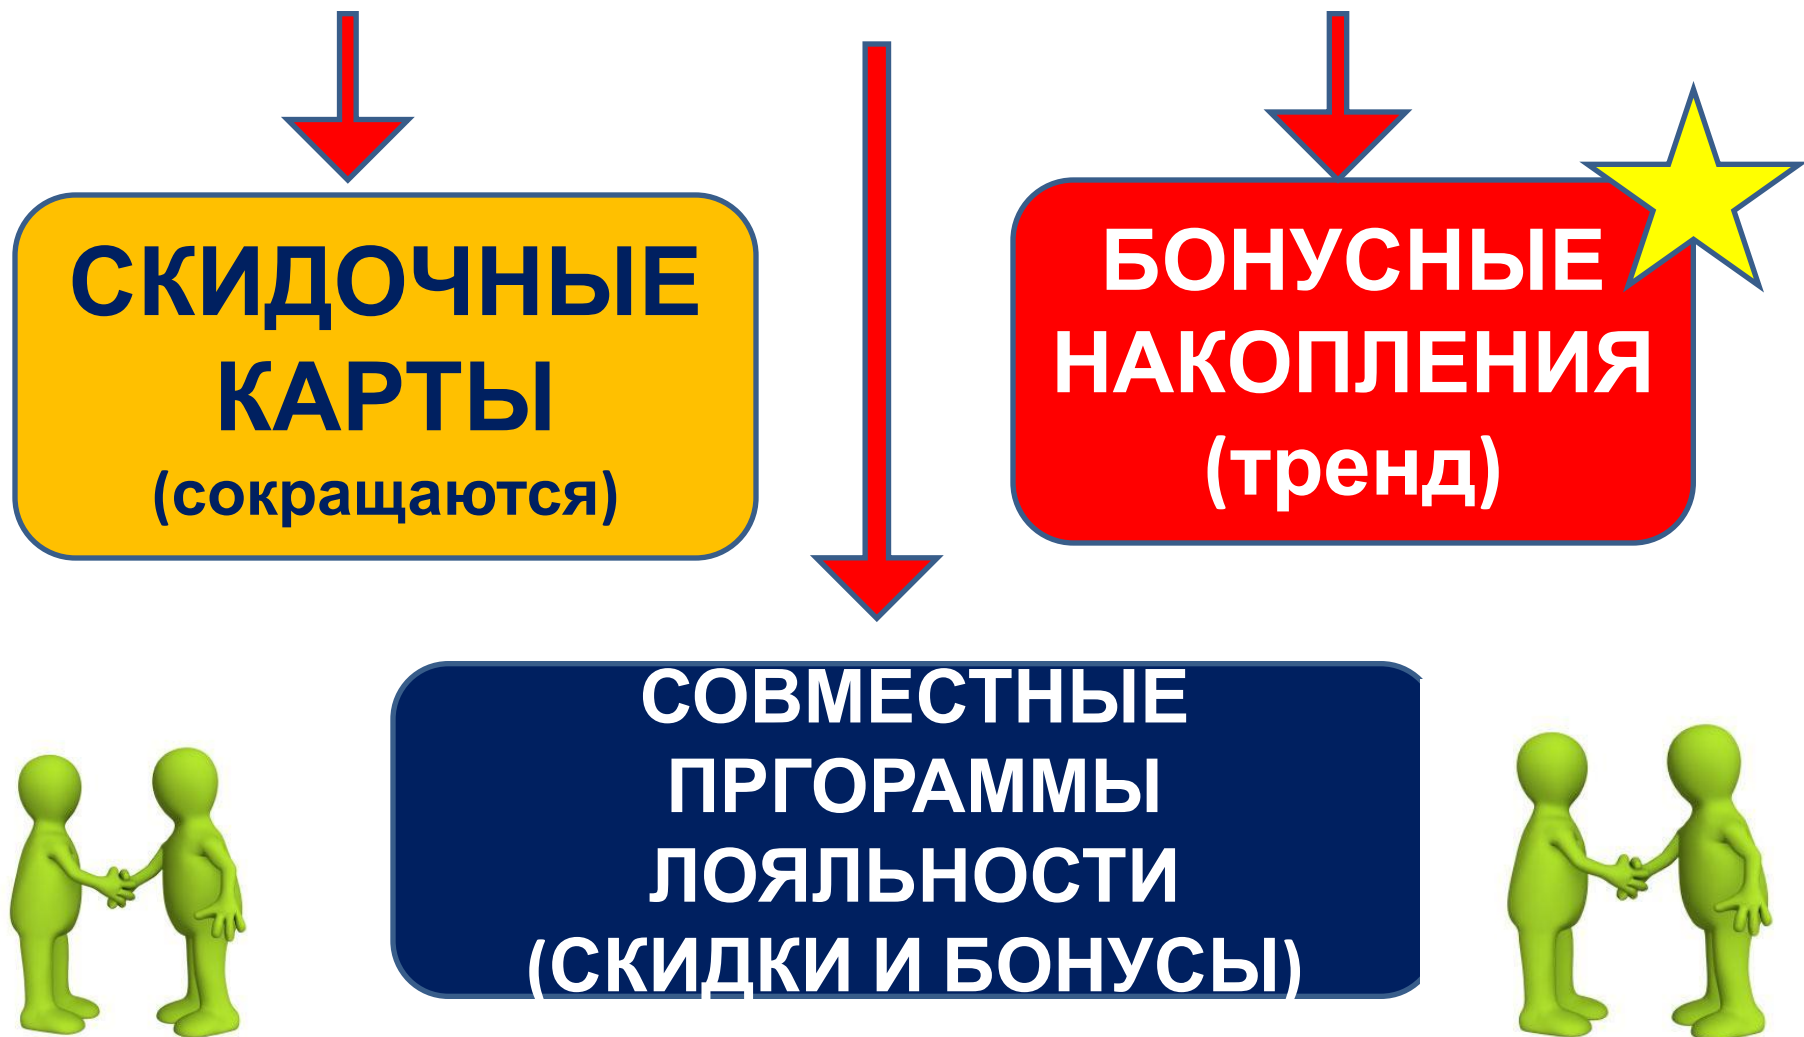 СКИДОЧНЫЕ
КАРТЫ
(сокращаются)
БОНУСНЫЕ
НАКОПЛЕНИЯ
(тренд)
СОВМЕСТНЫЕ
ПРГОРАММЫ
ЛОЯЛЬНОСТИ
(СКИДКИ И БОНУСЫ)